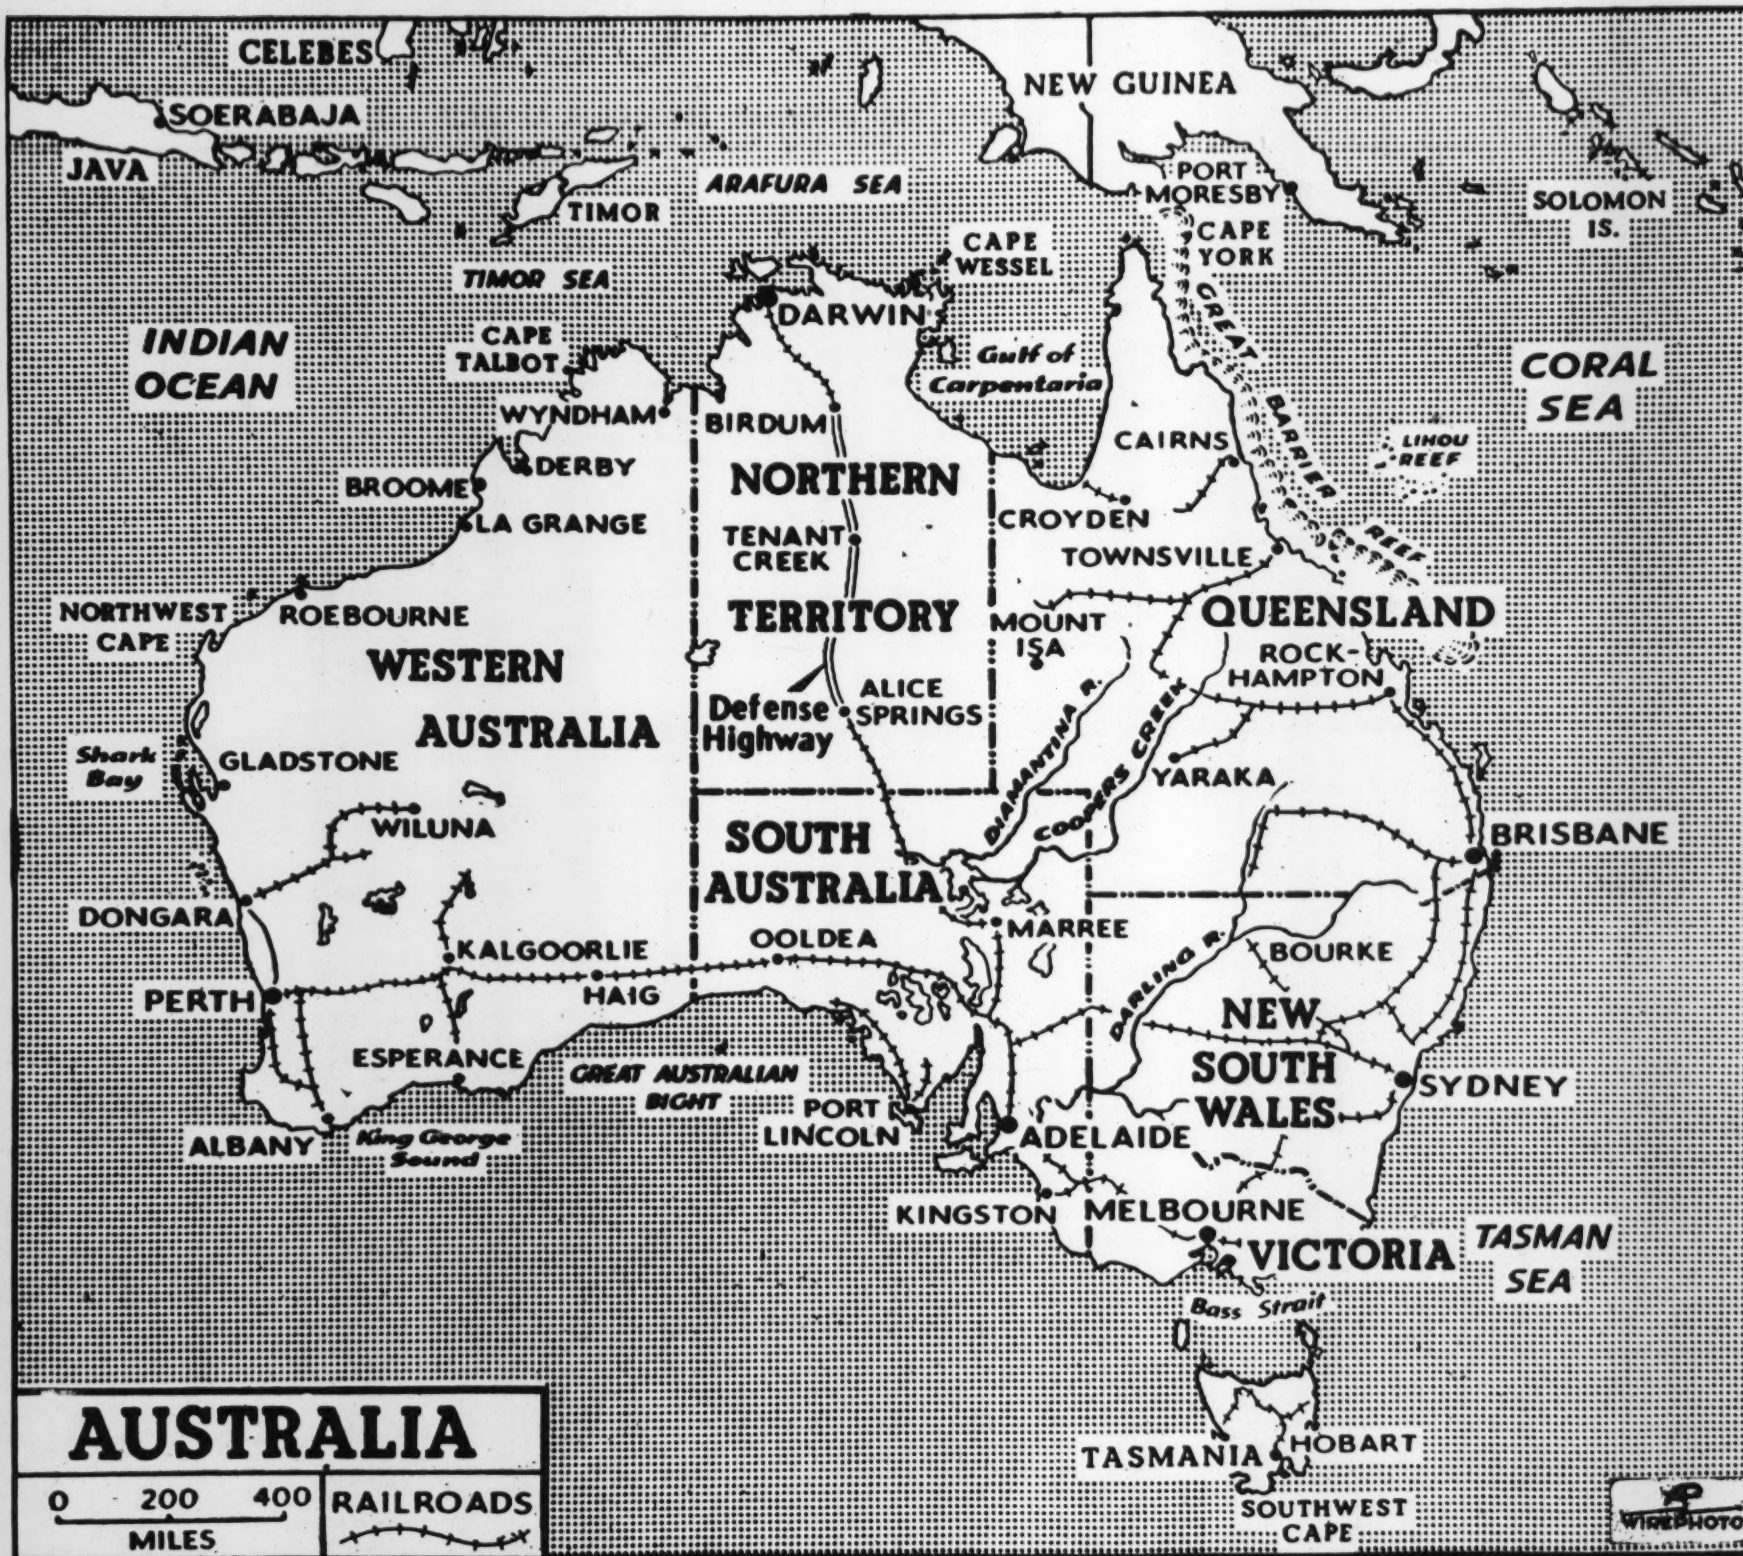 CELEBES
SOERABAJA
JAVA
TIMOR
ARAFURA SEA
NEW GUINEA
PORT
MORESBY
SOLOMON
IS.
CAPE
YORK
CAPE
WESSEL
TIMOR SEA
INDIAN
OCEAN
CAPE
TALBOT
DARWIN
Gulf of
Carpentaria
GREAT BARRIER REEF
CORAL
SEA
WYNDHAM
BIRDUM
CAIRNS
LIHOU
REEF
DERBY
BROOME
NORTHERN
LA GRANGE
CROYDEN
TENANT
CREEK
TOWNSVILLE
NORTHWEST
CAPE
ROEBOURNE
TERRITORY
MOUNT
ISA
QUEENSLAND
WESTERN
AUSTRALIA
ROCK-
HAMPTON
ALICE
SPRINGS
Defense
Highway
DIAMANTINA R.
COOPERS CREEK
Shark
Bay
GLADSTONE
YARAKA
WILUNA
SOUTH
AUSTRALIA
BRISBANE
DONGARA
MARREE
KALGOORLIE
OOLDEA
DARLING R.
BOURKE
PERTH
HAIG
NEW
SOUTH
WALES
ESPERANCE
GREAT AUSTRALIAN
BIGHT
PORT
LINCOLN
SYDNEY
ALBANY
King George
Sound
ADELAIDE
KINGSTON
MELBOURNE
VICTORIA
TASMAN
SEA
Bass Strait
TASMANIA
HOBART
SOUTHWEST
CAPE
AUSTRALIA
0 200 400
MILES
RAILROADS
AP
WIREPHOTO